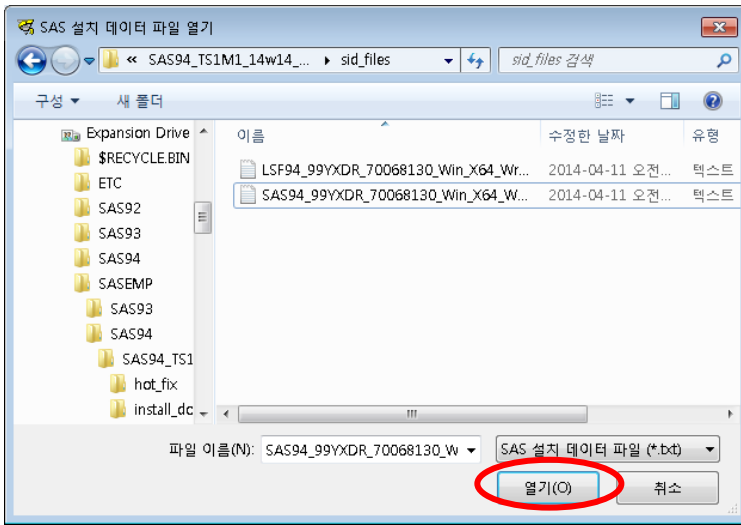 SAS 설치 데이터 파일 열기
« SAS94_TS1M1_14w14_... ▸ sid_files
sid_files 검색
구성 ▼ 새 폴더
Expansion Drive
$RECYCLE.BIN
ETC
SAS92
SAS93
SAS94
SASEMP
SAS93
SAS94
SAS94_TS1
hot_fix
install_dc
이름 수정한 날짜 유형
LSF94_99YXDR_70068130_Win_X64_Wr... 2014-04-11 오전... 텍스트
SAS94_99YXDR_70068130_Win_X64_W... 2014-04-11 오전... 텍스트
파일 이름(N): SAS94_99YXDR_70068130_W SAS 설치 데이터 파일 (*.txt)
열기(O) 취소